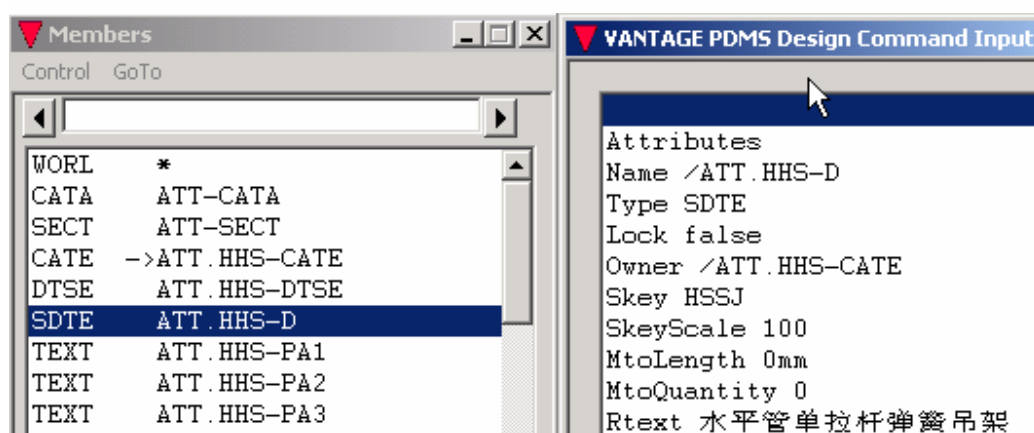 Members
Control GoTo
WORL *
CATA ATT-CATA
SECT ATT-SECT
CATE ->ATT.HHS-CATE
DTSE ATT.HHS-DTSE
SDTE ATT.HHS-D
TEXT ATT.HHS-PA1
TEXT ATT.HHS-PA2
TEXT ATT.HHS-PA3
VANTAGE PDMS Design Command Input
Attributes
Name /ATT.HHS-D
Type SDTE
Lock false
Owner /ATT.HHS-CATE
Skey HSSJ
SkeyScale 100
MtoLength 0mm
MtoQuantity 0
Rtext 水平管单拉杆弹簧吊架